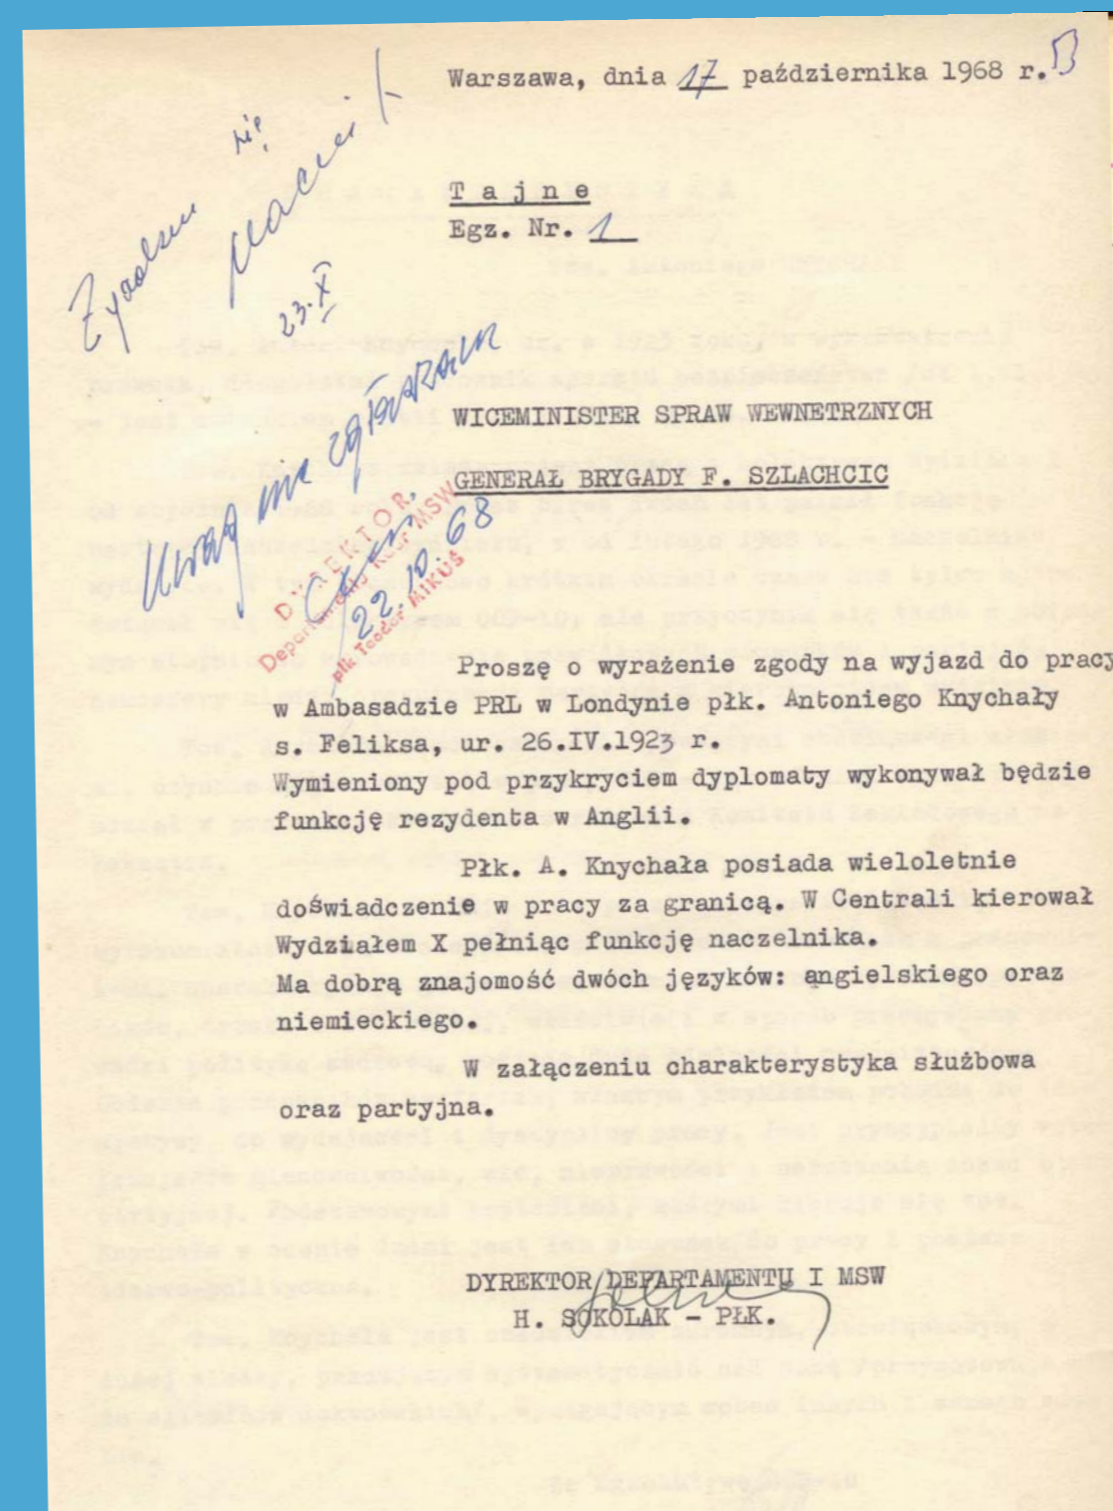 Warszawa, dnia 17 października 1968 r.
T a j n e
Egz. Nr. 1
się
23.X
WICEMINISTER SPRAW WEWNETRZNYCH
GENERAŁ BRYGADY F. SZLACHCIC
Uwag nie zgłaszam
DYREKTOR
Departamentu Kadr MSW
22.10.68
płk Teodor MIKUŚ
Proszę o wyrażenie zgody na wyjazd do pracy
w Ambasadzie PRL w Londynie płk. Antoniego Knychały
s. Feliksa, ur. 26.IV.1923 r.
Wymieniony pod przykryciem dyplomaty wykonywał będzie
funkcję rezydenta w Anglii.
Płk. A. Knychała posiada wieloletnie
doświadczenie w pracy za granicą. W Centrali kierował
Wydziałem X pełniąc funkcję naczelnika.
Ma dobrą znajomość dwóch języków: angielskiego oraz
niemieckiego.
W załączeniu charakterystyka służbowa
oraz partyjna.
DYREKTOR DEPARTAMENTU I MSW
H. SOKOLAK - PŁK.